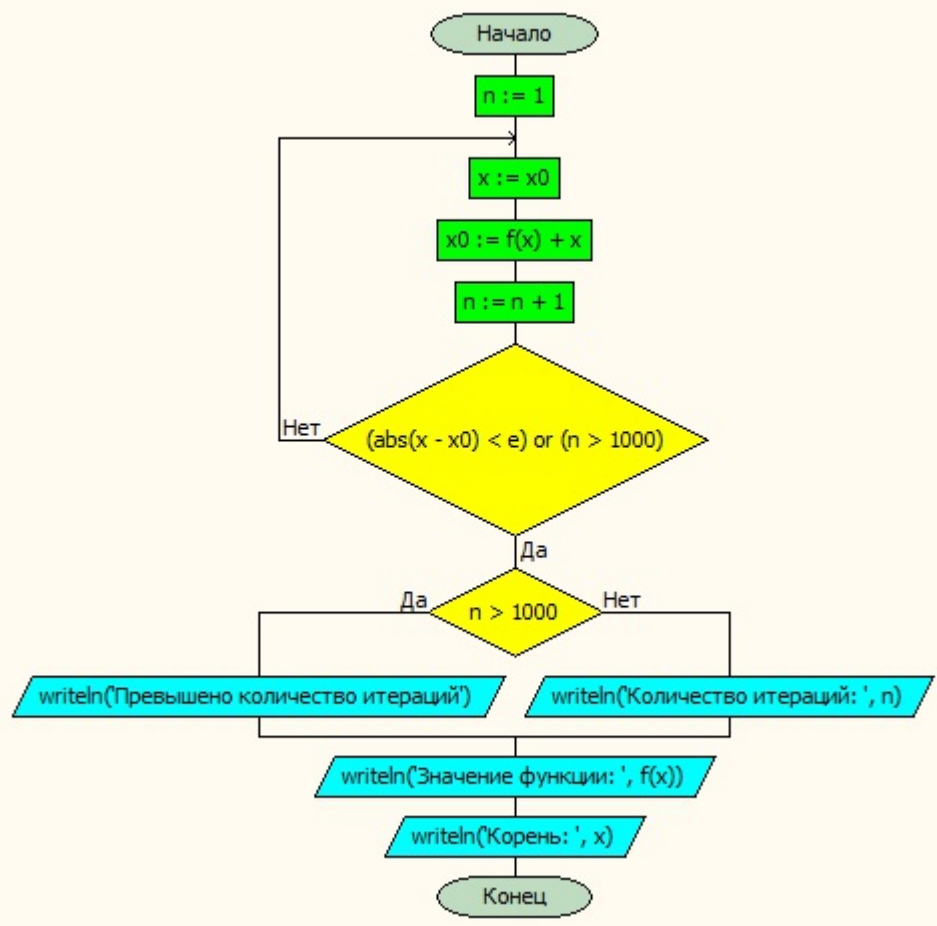 Начало
n := 1
x := x0
x0 := f(x) + x
n := n + 1
(abs(x - x0) < e) or (n > 1000)
Нет
Да
n > 1000
Да
Нет
writeln('Превышено количество итераций')
writeln('Количество итераций: ', n)
writeln('Значение функции: ', f(x))
writeln('Корень: ', x)
Конец